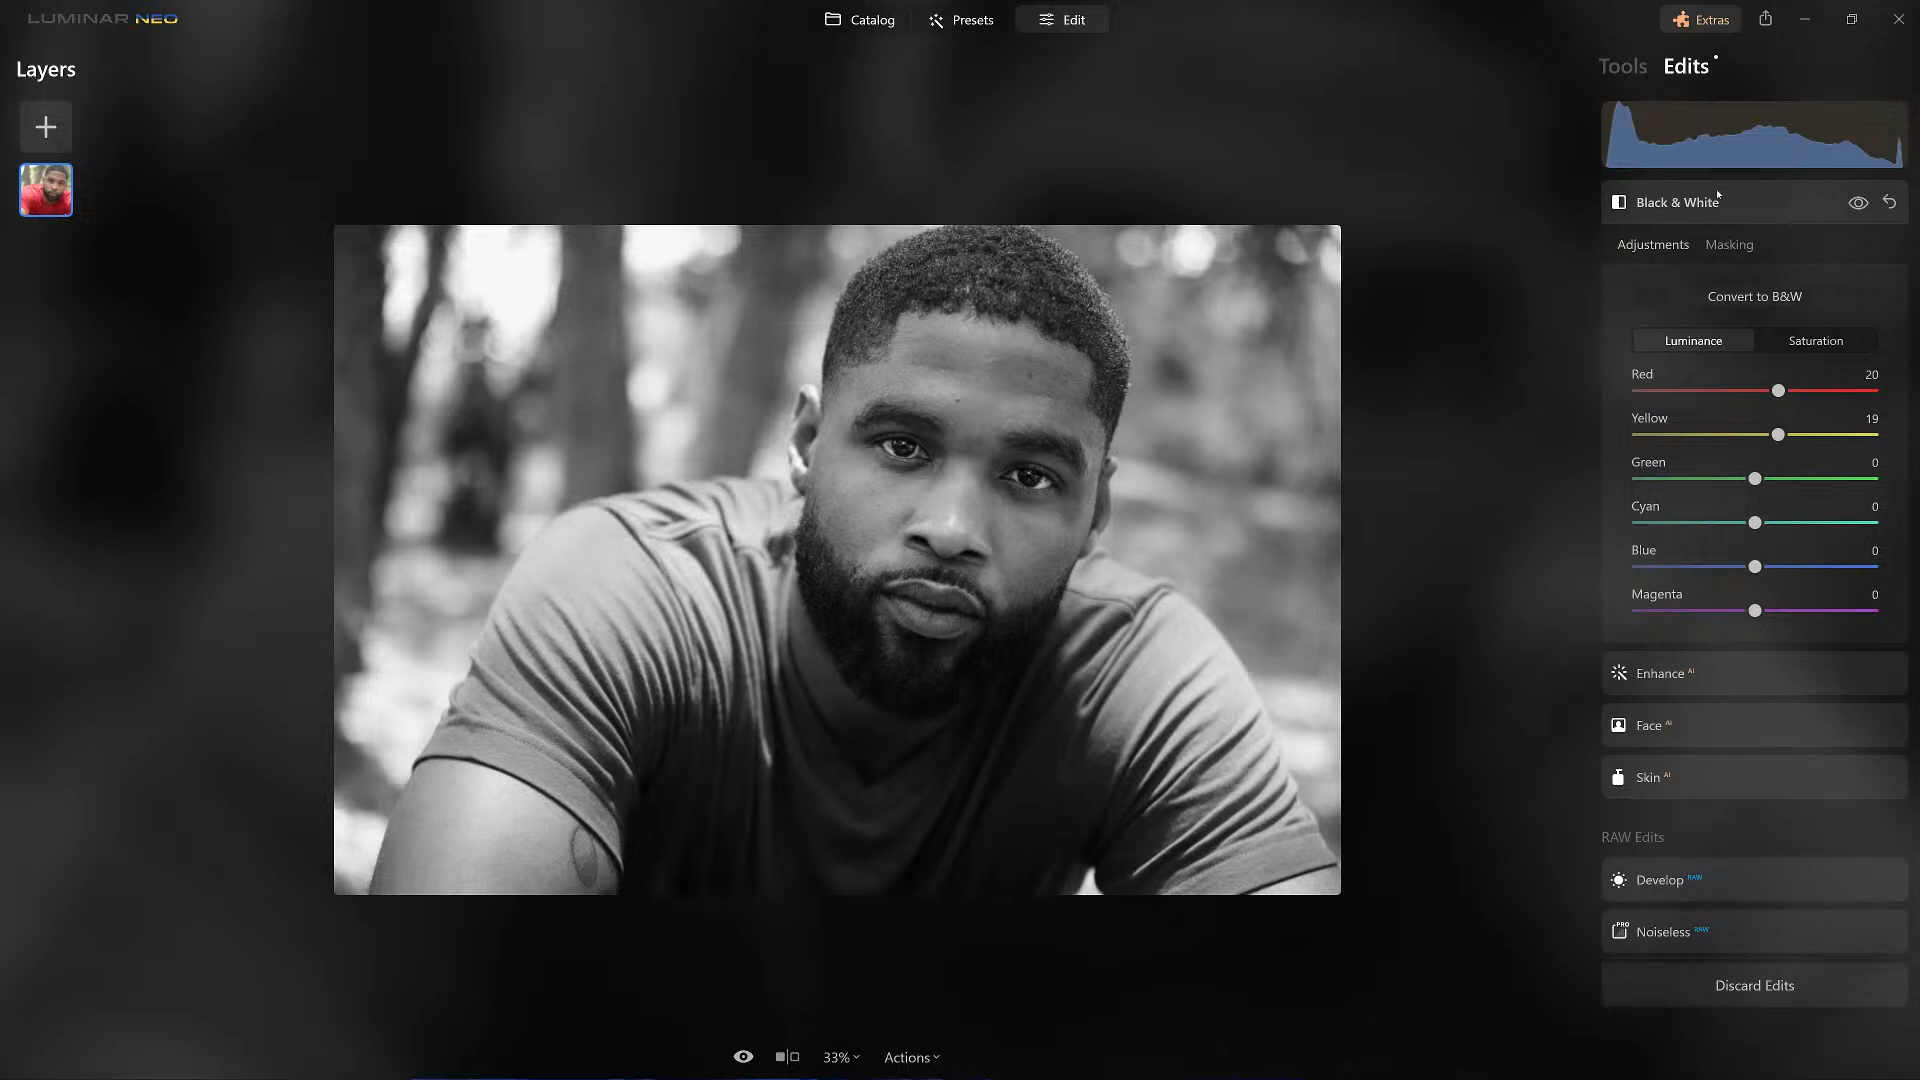 LUMINAR NEO
Catalog
Presets
Edit
Extras
Layers
Tools
Edits
Black & White
Adjustments
Masking
Convert to B&W
Luminance
Saturation
Red 20
Yellow 19
Green 0
Cyan 0
Blue 0
Magenta 0
Enhance AI
Face AI
Skin AI
RAW Edits
Develop RAW
PRO
Noiseless RAW
Discard Edits
33%
Actions